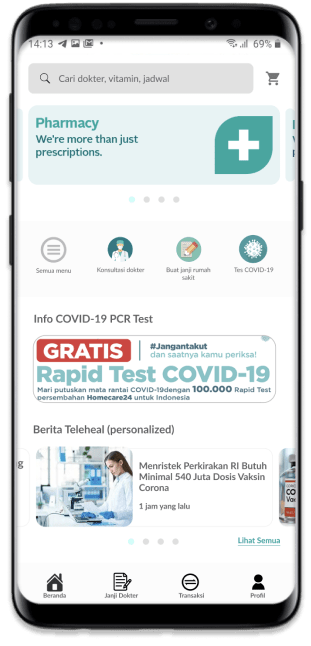 14:13
69%
Cari dokter, vitamin, jadwal
Pharmacy
We're more than just
prescriptions.
Semua menu
Konsultasi dokter
Buat janji rumah
sakit
Tes COVID-19
Info COVID-19 PCR Test
GRATIS
#Jangantakut
dan saatnya kamu periksa!
Rapid Test COVID-19
Mari putuskan mata rantai COVID-19dengan 100.000 Rapid Test
persembahan Homecare24 untuk Indonesia
Berita Teleheal (personalized)
g
Menristek Perkirakan RI Butuh
Minimal 540 Juta Dosis Vaksin
Corona
1 jam yang lalu
Lihat Semua
Beranda
Janji Dokter
Transaksi
Profil